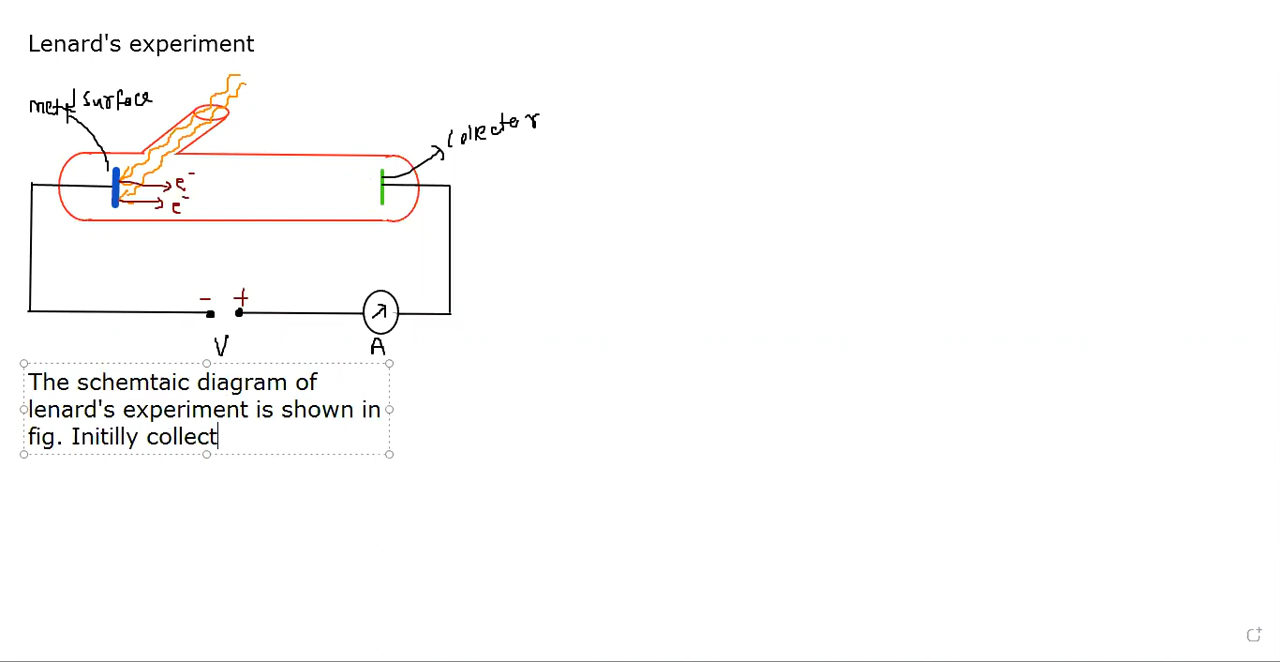 Lenard's experiment
metal surface
collector
e⁻
e⁻
- +
V
A
The schemtaic diagram of
lenard's experiment is shown in
fig. Initilly collect